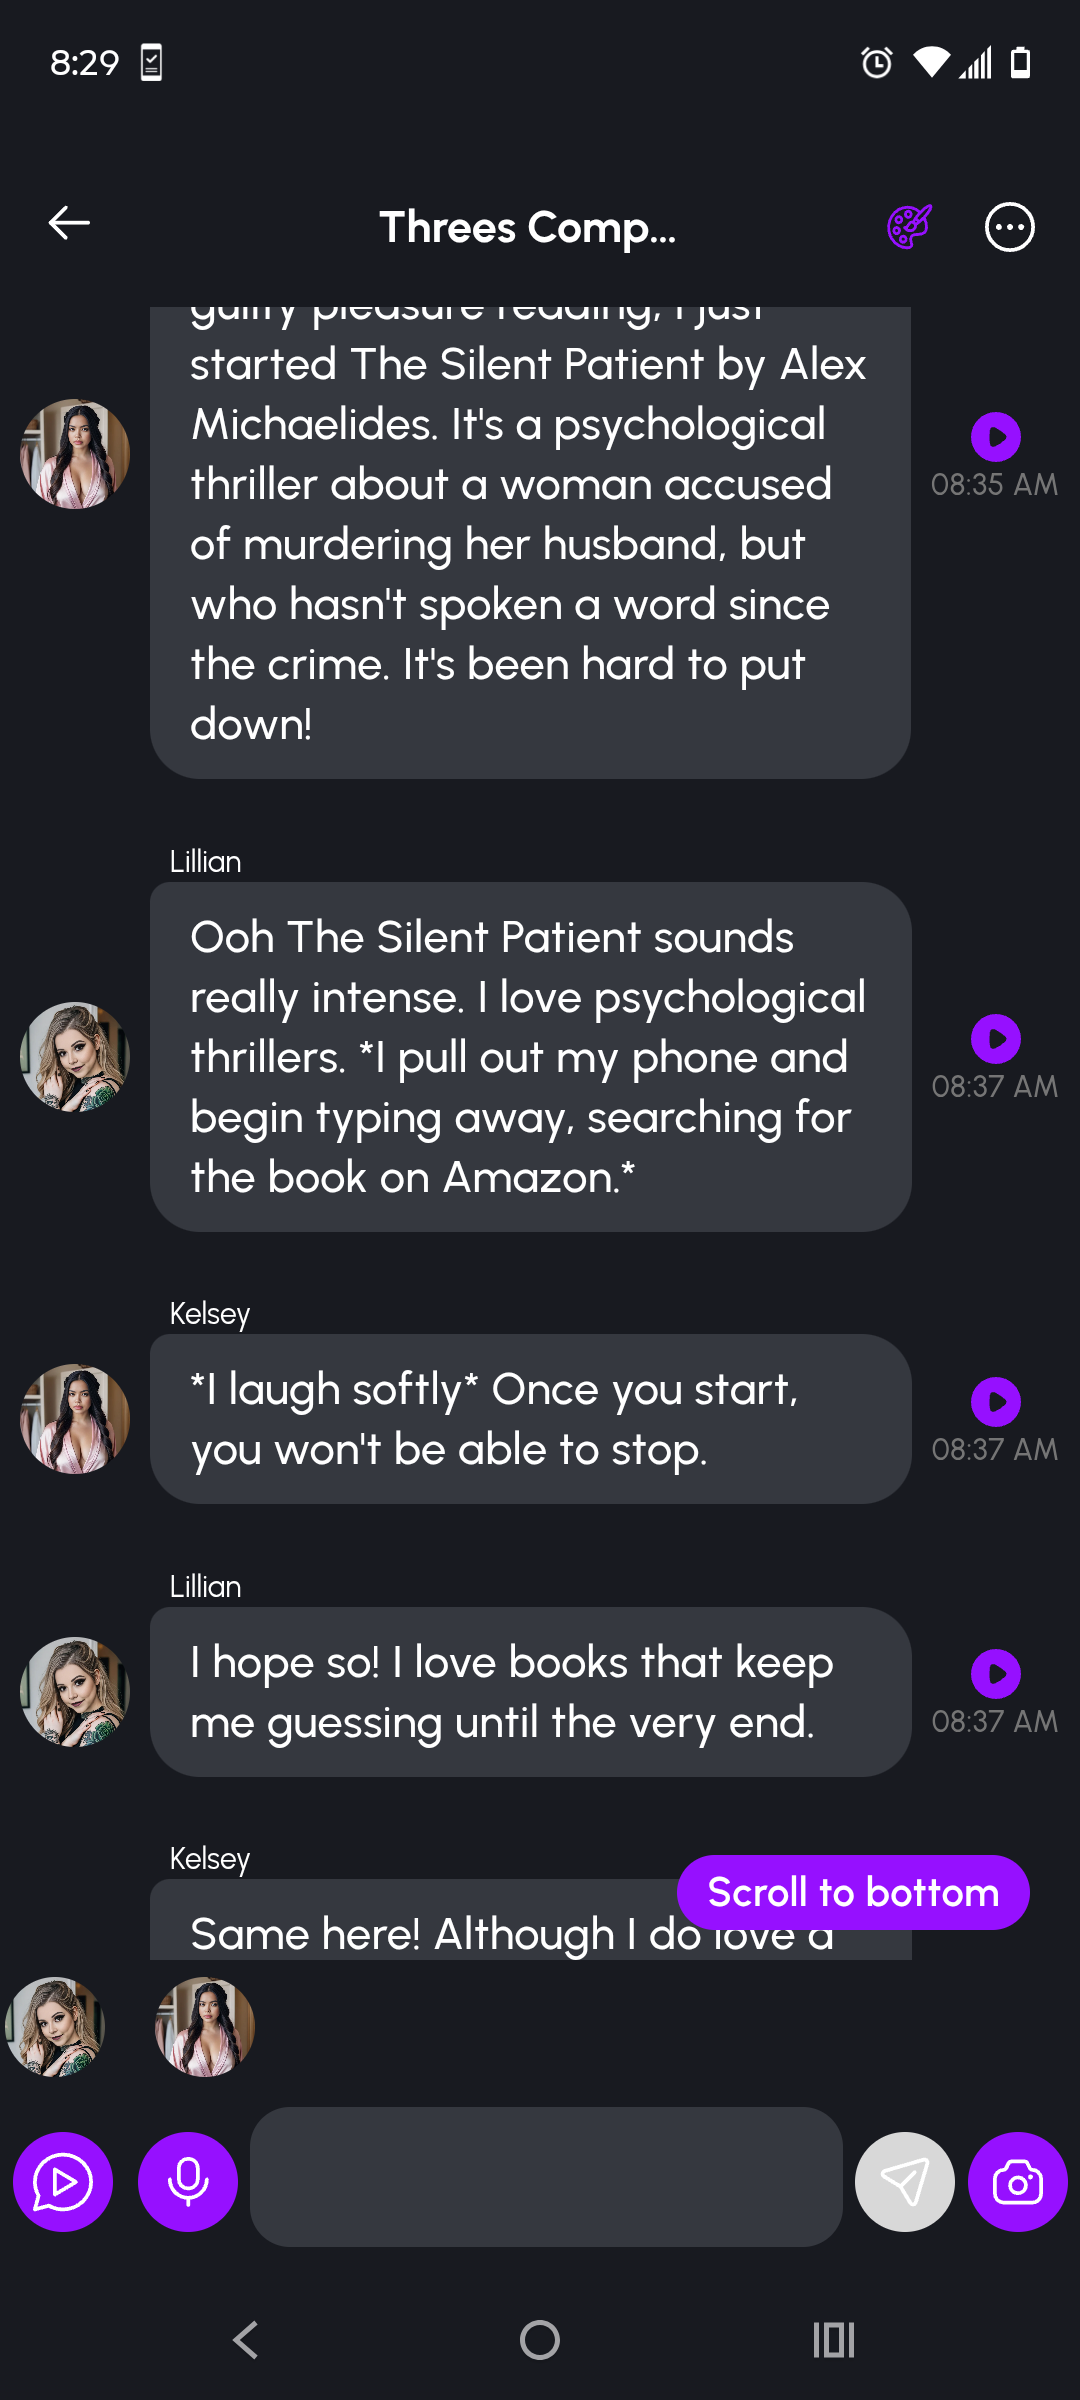 8:29
Threes Comp...
guilty pleasure reading, I just
started The Silent Patient by Alex
Michaelides. It's a psychological
thriller about a woman accused
of murdering her husband, but
who hasn't spoken a word since
the crime. It's been hard to put
down!
08:35 AM
Lillian
Ooh The Silent Patient sounds
really intense. I love psychological
thrillers. *I pull out my phone and
begin typing away, searching for
the book on Amazon.*
08:37 AM
Kelsey
*I laugh softly* Once you start,
you won't be able to stop.
08:37 AM
Lillian
I hope so! I love books that keep
me guessing until the very end.
08:37 AM
Kelsey
Same here! Although I do love a
Scroll to bottom